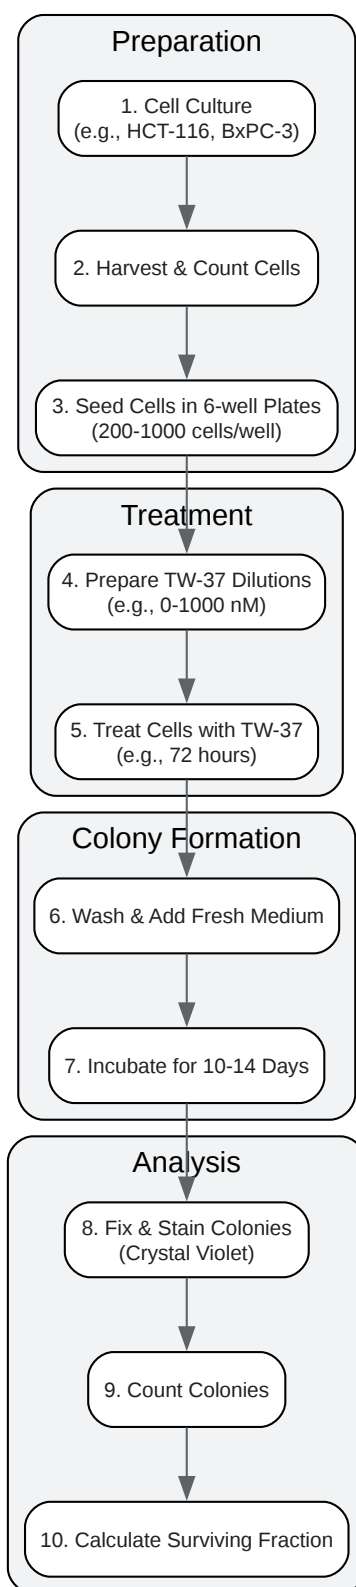 Preparation
1. Cell Culture
(e.g., HCT-116, BxPC-3)
2. Harvest & Count Cells
3. Seed Cells in 6-well Plates
(200-1000 cells/well)
Treatment
4. Prepare TW-37 Dilutions
(e.g., 0-1000 nM)
5. Treat Cells with TW-37
(e.g., 72 hours)
Colony Formation
6. Wash & Add Fresh Medium
7. Incubate for 10-14 Days
Analysis
8. Fix & Stain Colonies
(Crystal Violet)
9. Count Colonies
10. Calculate Surviving Fraction